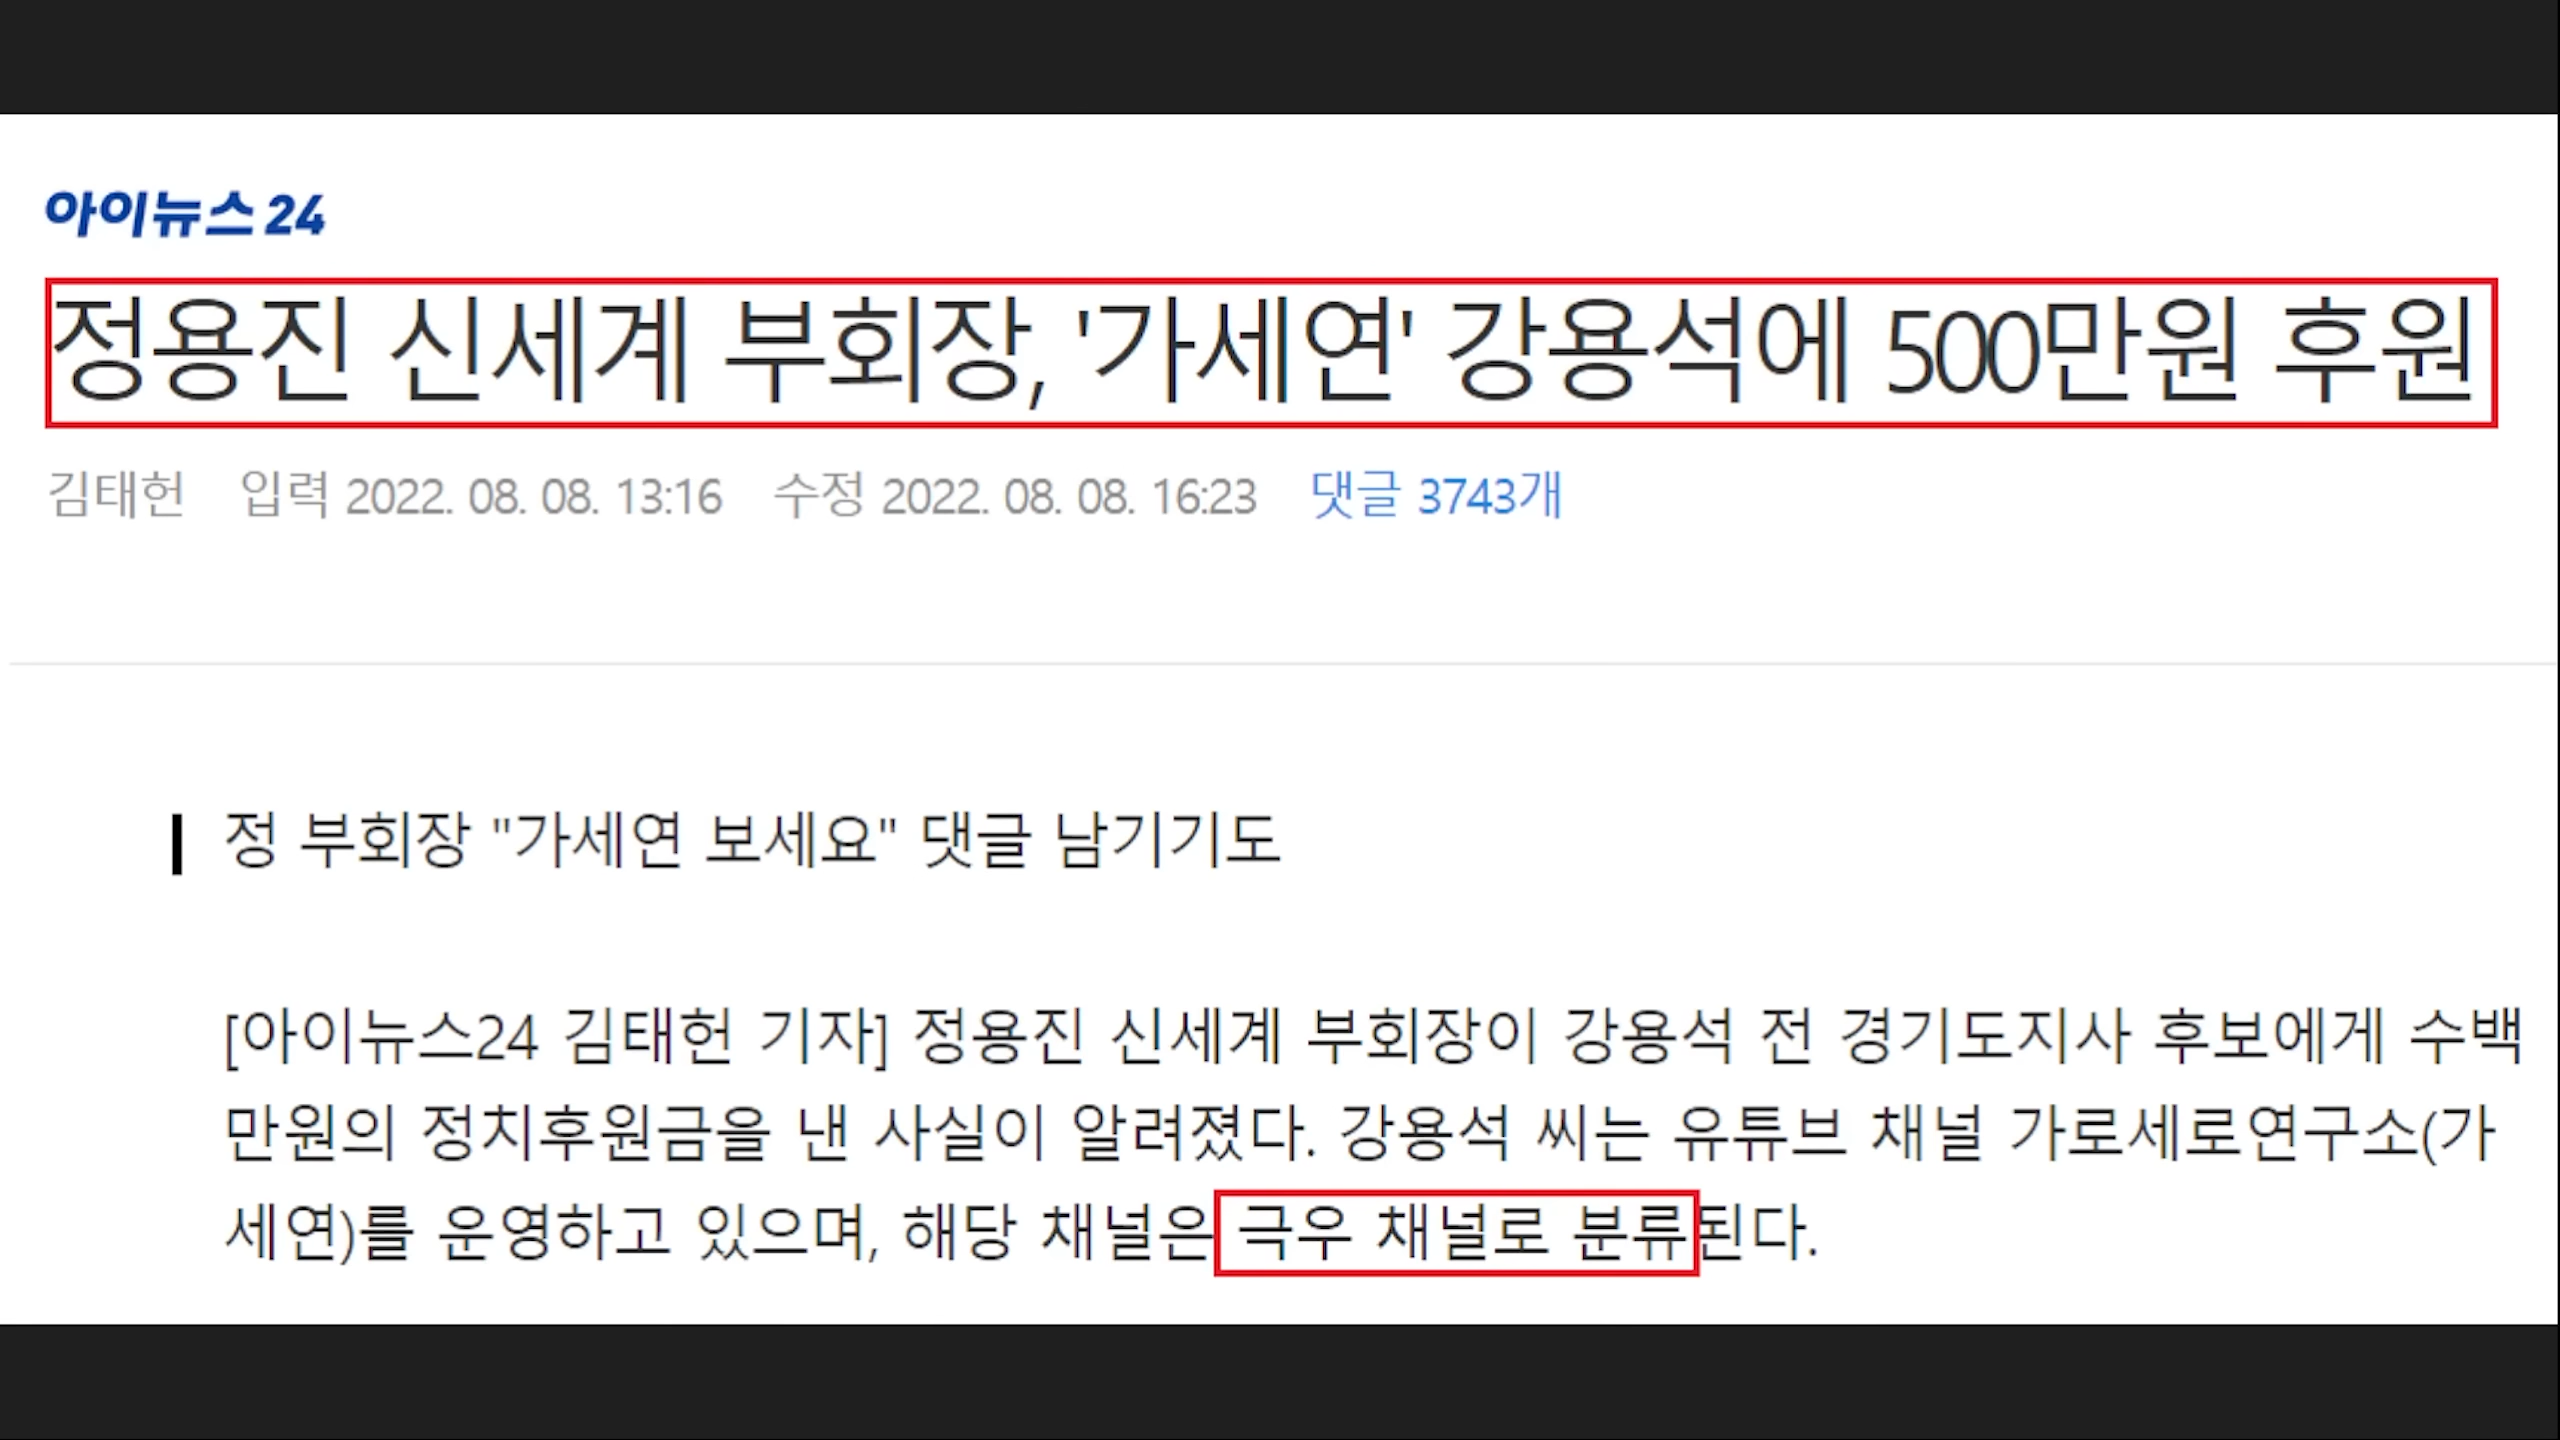 아이뉴스24
정용진 신세계 부회장, '가세연' 강용석에 500만원 후원
김태헌 입력 2022. 08. 08. 13:16 수정 2022. 08. 08. 16:23 댓글 3743개
정 부회장 "가세연 보세요" 댓글 남기기도
[아이뉴스24 김태헌 기자] 정용진 신세계 부회장이 강용석 전 경기도지사 후보에게 수백
만원의 정치후원금을 낸 사실이 알려졌다. 강용석 씨는 유튜브 채널 가로세로연구소(가
세연)를 운영하고 있으며, 해당 채널은 극우 채널로 분류된다.